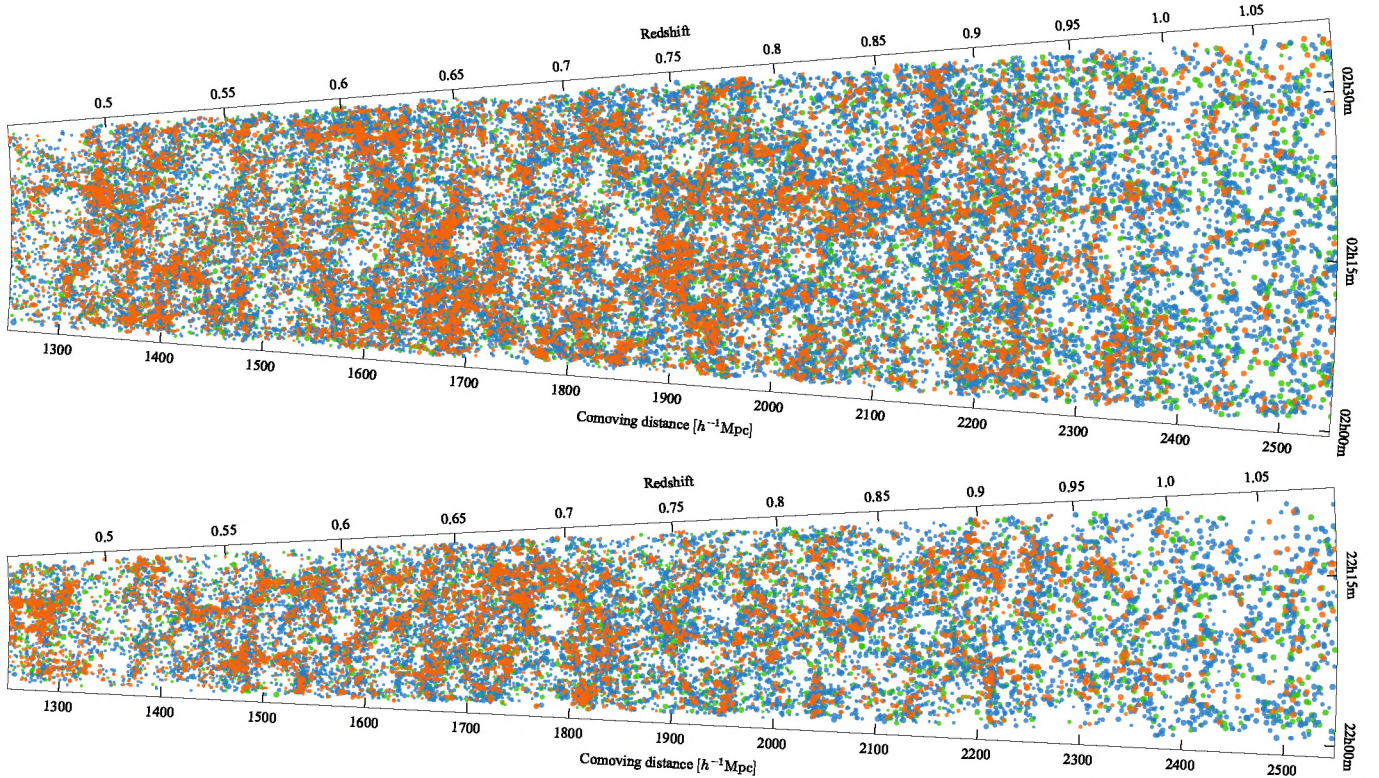 Redshift
0.5 0.55 0.6 0.65 0.7 0.75 0.8 0.85 0.9 0.95 1.0 1.05
02h30m
02h15m
02h00m
1300 1400 1500 1600 1700 1800 1900 2000 2100 2200 2300 2400 2500
Comoving distance [h⁻¹Mpc]
Redshift
0.5 0.55 0.6 0.65 0.7 0.75 0.8 0.85 0.9 0.95 1.0 1.05
22h15m
22h00m
1300 1400 1500 1600 1700 1800 1900 2000 2100 2200 2300 2400 2500
Comoving distance [h⁻¹Mpc]